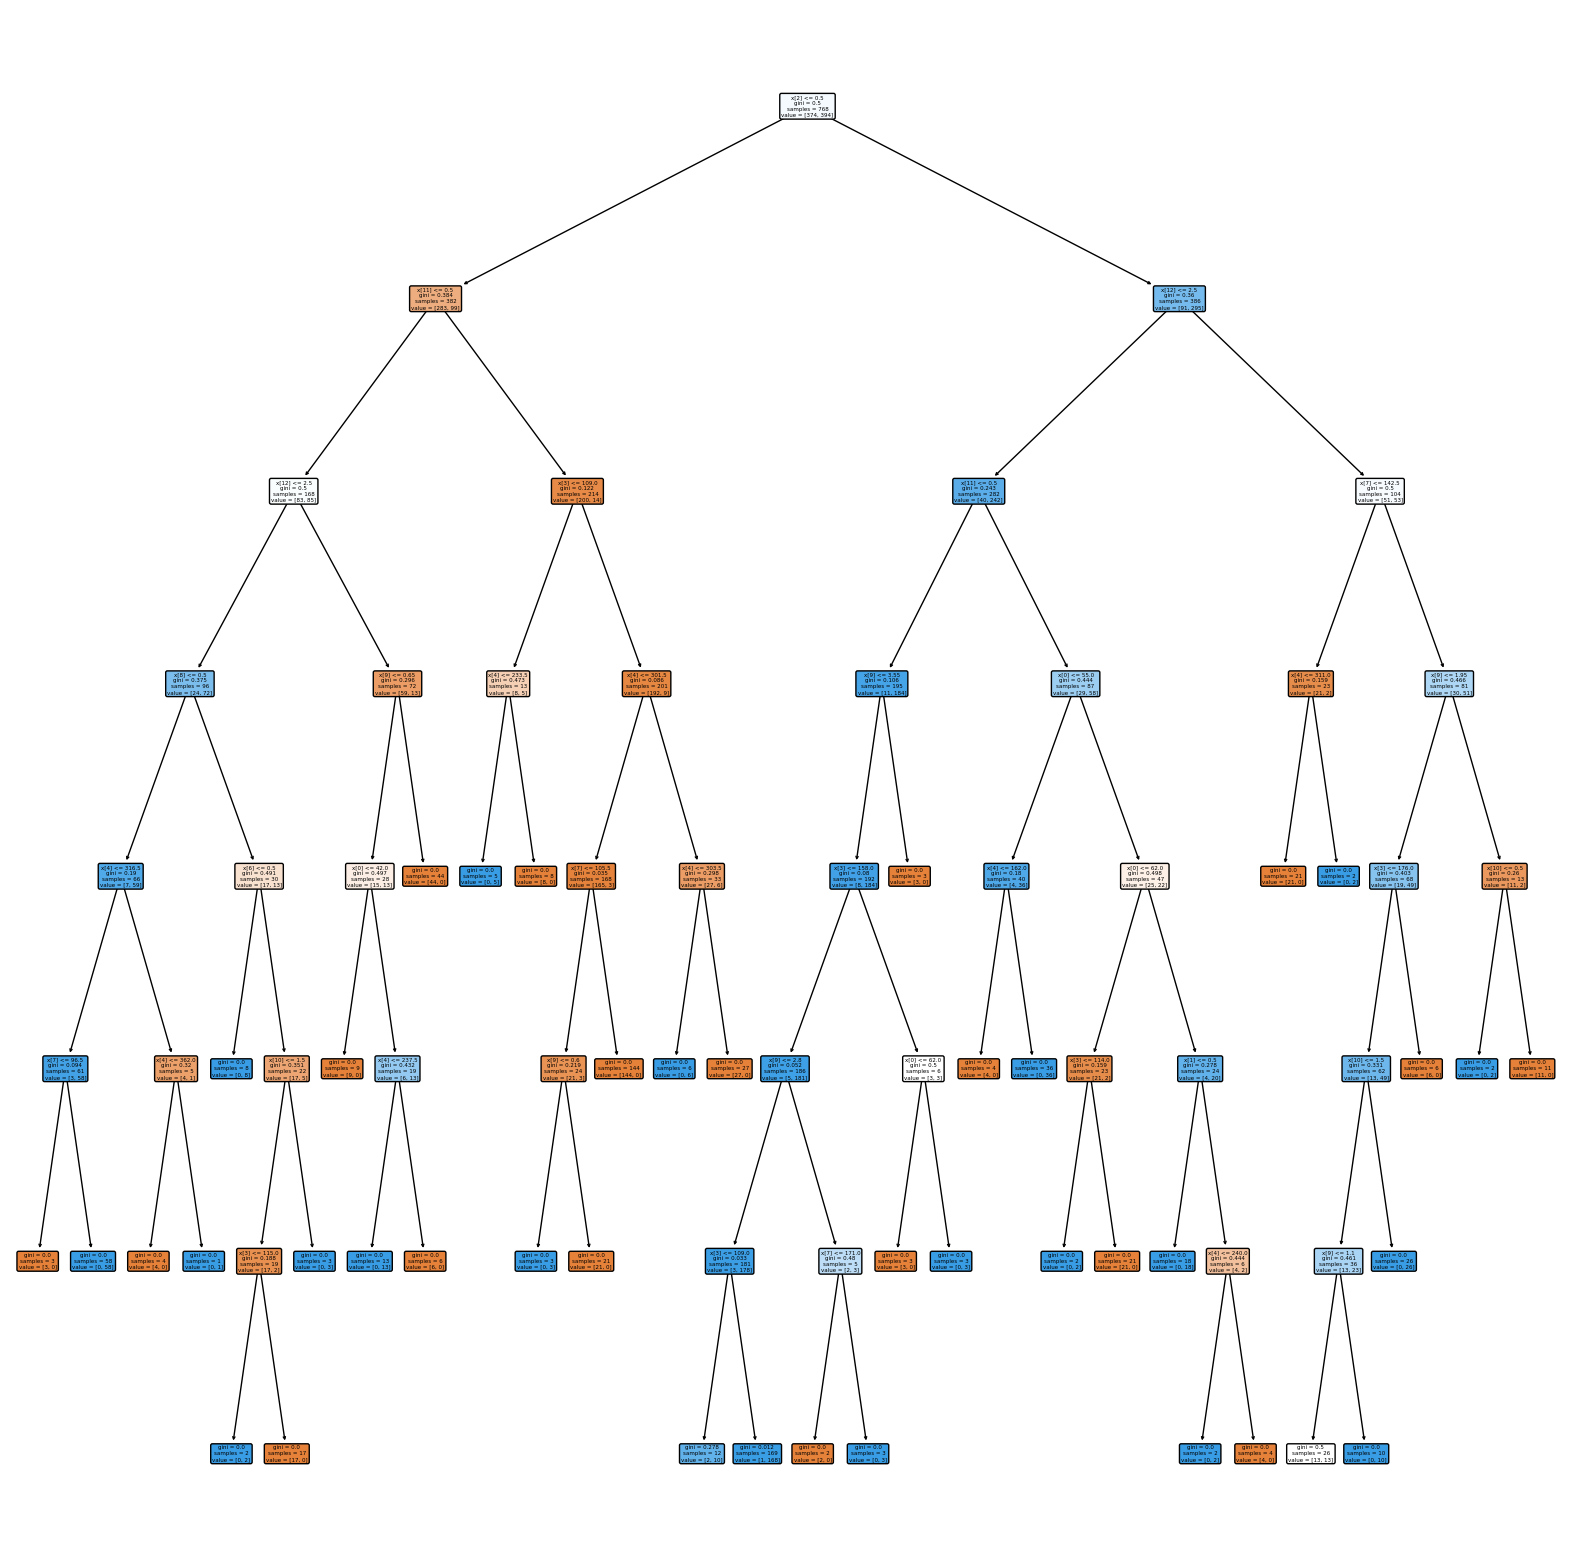 x[2] <= 0.5
gini = 0.5
samples = 768
value = [374, 394]
x[11] <= 0.5
gini = 0.384
samples = 382
value = [283, 99]
x[12] <= 2.5
gini = 0.36
samples = 386
value = [91, 295]
x[12] <= 2.5
gini = 0.5
samples = 168
value = [83, 85]
x[3] <= 109.0
gini = 0.122
samples = 214
value = [200, 14]
x[11] <= 0.5
gini = 0.243
samples = 282
value = [40, 242]
x[7] <= 142.5
gini = 0.5
samples = 104
value = [51, 53]
x[8] <= 0.5
gini = 0.375
samples = 96
value = [24, 72]
x[9] <= 0.65
gini = 0.296
samples = 72
value = [59, 13]
x[4] <= 233.5
gini = 0.473
samples = 13
value = [8, 5]
x[4] <= 301.5
gini = 0.086
samples = 201
value = [192, 9]
x[9] <= 3.55
gini = 0.106
samples = 195
value = [11, 184]
x[0] <= 55.0
gini = 0.444
samples = 87
value = [29, 58]
x[4] <= 311.0
gini = 0.159
samples = 23
value = [21, 2]
x[9] <= 1.95
gini = 0.466
samples = 81
value = [30, 51]
x[4] <= 316.5
gini = 0.19
samples = 66
value = [7, 59]
x[6] <= 0.5
gini = 0.491
samples = 30
value = [17, 13]
x[0] <= 42.0
gini = 0.497
samples = 28
value = [15, 13]
gini = 0.0
samples = 44
value = [44, 0]
gini = 0.0
samples = 5
value = [0, 5]
gini = 0.0
samples = 8
value = [8, 0]
x[7] <= 105.5
gini = 0.035
samples = 168
value = [165, 3]
x[4] <= 303.5
gini = 0.298
samples = 33
value = [27, 6]
x[3] <= 158.0
gini = 0.08
samples = 192
value = [8, 184]
gini = 0.0
samples = 3
value = [3, 0]
x[4] <= 162.0
gini = 0.18
samples = 40
value = [4, 36]
x[0] <= 62.0
gini = 0.498
samples = 47
value = [25, 22]
gini = 0.0
samples = 21
value = [21, 0]
gini = 0.0
samples = 2
value = [0, 2]
x[3] <= 176.0
gini = 0.403
samples = 68
value = [19, 49]
x[10] <= 0.5
gini = 0.26
samples = 13
value = [11, 2]
x[7] <= 96.5
gini = 0.094
samples = 61
value = [3, 58]
x[4] <= 362.0
gini = 0.32
samples = 5
value = [4, 1]
gini = 0.0
samples = 8
value = [0, 8]
x[10] <= 1.5
gini = 0.351
samples = 22
value = [17, 5]
gini = 0.0
samples = 9
value = [9, 0]
x[4] <= 237.5
gini = 0.432
samples = 19
value = [6, 13]
x[9] <= 0.6
gini = 0.219
samples = 24
value = [21, 3]
gini = 0.0
samples = 144
value = [144, 0]
gini = 0.0
samples = 6
value = [0, 6]
gini = 0.0
samples = 27
value = [27, 0]
x[9] <= 2.8
gini = 0.052
samples = 186
value = [5, 181]
x[0] <= 62.0
gini = 0.5
samples = 6
value = [3, 3]
gini = 0.0
samples = 4
value = [4, 0]
gini = 0.0
samples = 36
value = [0, 36]
x[3] <= 114.0
gini = 0.159
samples = 23
value = [21, 2]
x[1] <= 0.5
gini = 0.278
samples = 24
value = [4, 20]
x[10] <= 1.5
gini = 0.331
samples = 62
value = [13, 49]
gini = 0.0
samples = 6
value = [6, 0]
gini = 0.0
samples = 2
value = [0, 2]
gini = 0.0
samples = 11
value = [11, 0]
gini = 0.0
samples = 3
value = [3, 0]
gini = 0.0
samples = 58
value = [0, 58]
gini = 0.0
samples = 4
value = [4, 0]
gini = 0.0
samples = 1
value = [0, 1]
x[3] <= 115.0
gini = 0.188
samples = 19
value = [17, 2]
gini = 0.0
samples = 3
value = [0, 3]
gini = 0.0
samples = 13
value = [0, 13]
gini = 0.0
samples = 6
value = [6, 0]
gini = 0.0
samples = 3
value = [0, 3]
gini = 0.0
samples = 21
value = [21, 0]
x[3] <= 109.0
gini = 0.033
samples = 181
value = [3, 178]
x[7] <= 171.0
gini = 0.48
samples = 5
value = [2, 3]
gini = 0.0
samples = 3
value = [3, 0]
gini = 0.0
samples = 3
value = [0, 3]
gini = 0.0
samples = 2
value = [0, 2]
gini = 0.0
samples = 21
value = [21, 0]
gini = 0.0
samples = 18
value = [0, 18]
x[4] <= 240.0
gini = 0.444
samples = 6
value = [4, 2]
x[9] <= 1.1
gini = 0.461
samples = 36
value = [13, 23]
gini = 0.0
samples = 26
value = [0, 26]
gini = 0.0
samples = 2
value = [0, 2]
gini = 0.0
samples = 17
value = [17, 0]
gini = 0.278
samples = 12
value = [2, 10]
gini = 0.012
samples = 169
value = [1, 168]
gini = 0.0
samples = 2
value = [2, 0]
gini = 0.0
samples = 3
value = [0, 3]
gini = 0.0
samples = 2
value = [0, 2]
gini = 0.0
samples = 4
value = [4, 0]
gini = 0.5
samples = 26
value = [13, 13]
gini = 0.0
samples = 10
value = [0, 10]